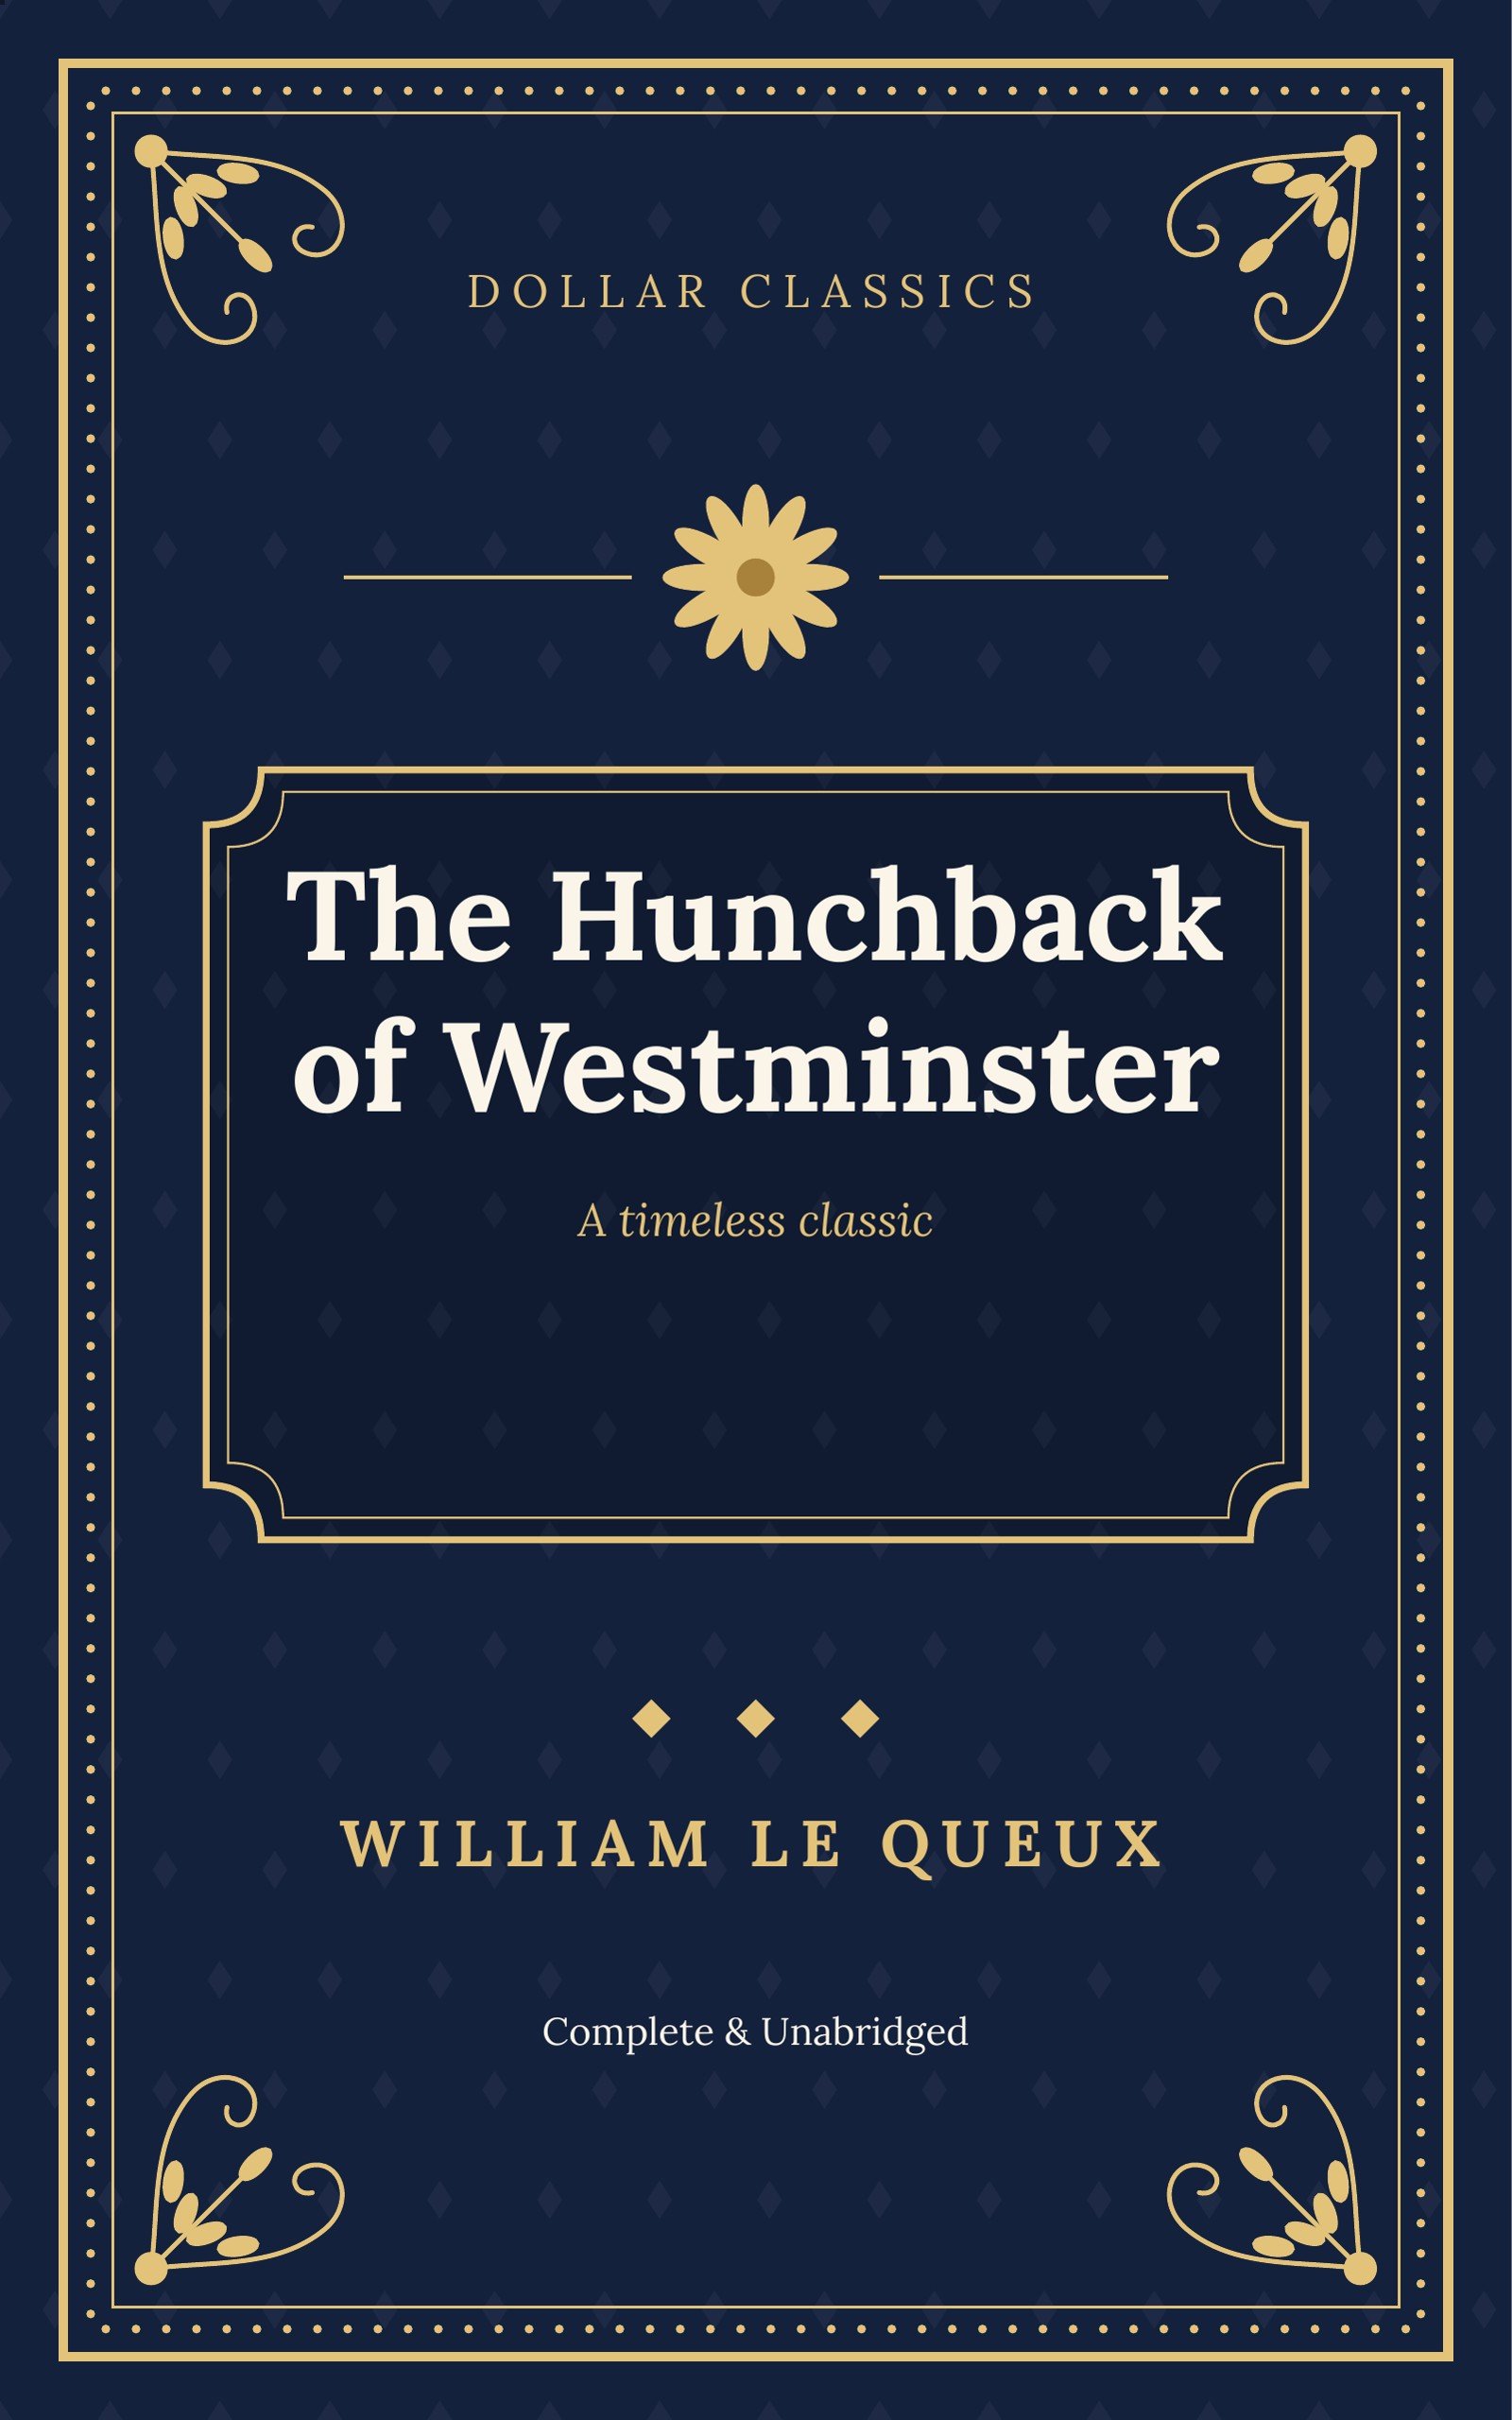 DOLLAR CLASSICS
The Hunchback
of Westminster
A timeless classic
WILLIAM LE QUEUX
Complete & Unabridged